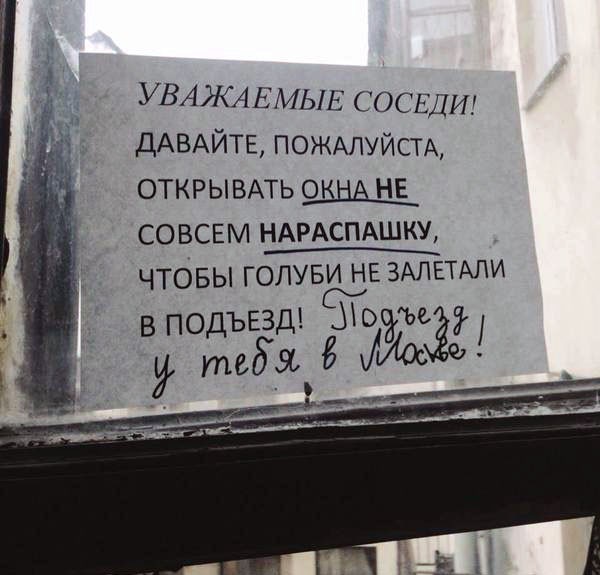 УВАЖАЕМЫЕ СОСЕДИ!
ДАВАЙТЕ, ПОЖАЛУЙСТА,
ОТКРЫВАТЬ ОКНА НЕ
СОВСЕМ НАРАСПАШКУ,
ЧТОБЫ ГОЛУБИ НЕ ЗАЛЕТАЛИ
В ПОДЪЕЗД! Подъезд
у тебя в Москве!